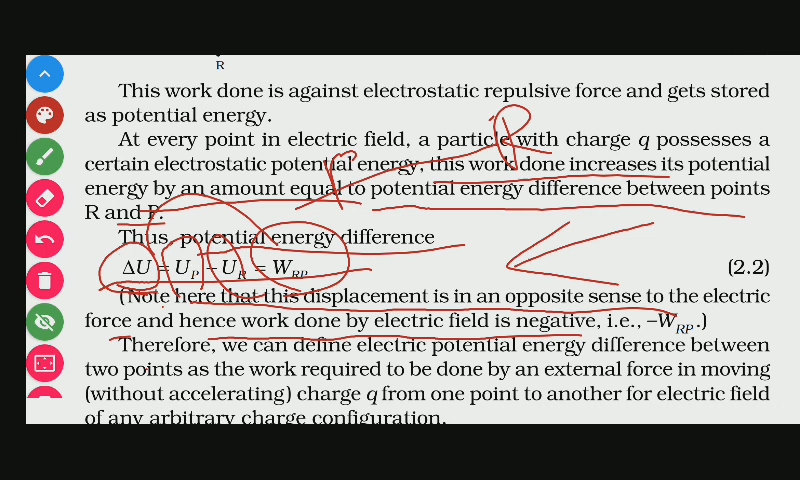 R
This work done is against electrostatic repulsive force and gets stored
as potential energy.
At every point in electric field, a particle with charge q possesses a
certain electrostatic potential energy, this work done increases its potential
energy by an amount equal to potential energy difference between points
R and P.
Thus potential energy difference
ΔU = U_P – U_R = W_RP (2.2)
(Note here that this displacement is in an opposite sense to the electric
force and hence work done by electric field is negative, i.e., –W_RP .)
Therefore, we can define electric potential energy difference between
two points as the work required to be done by an external force in moving
(without accelerating) charge q from one point to another for electric field
of any arbitrary charge configuration.